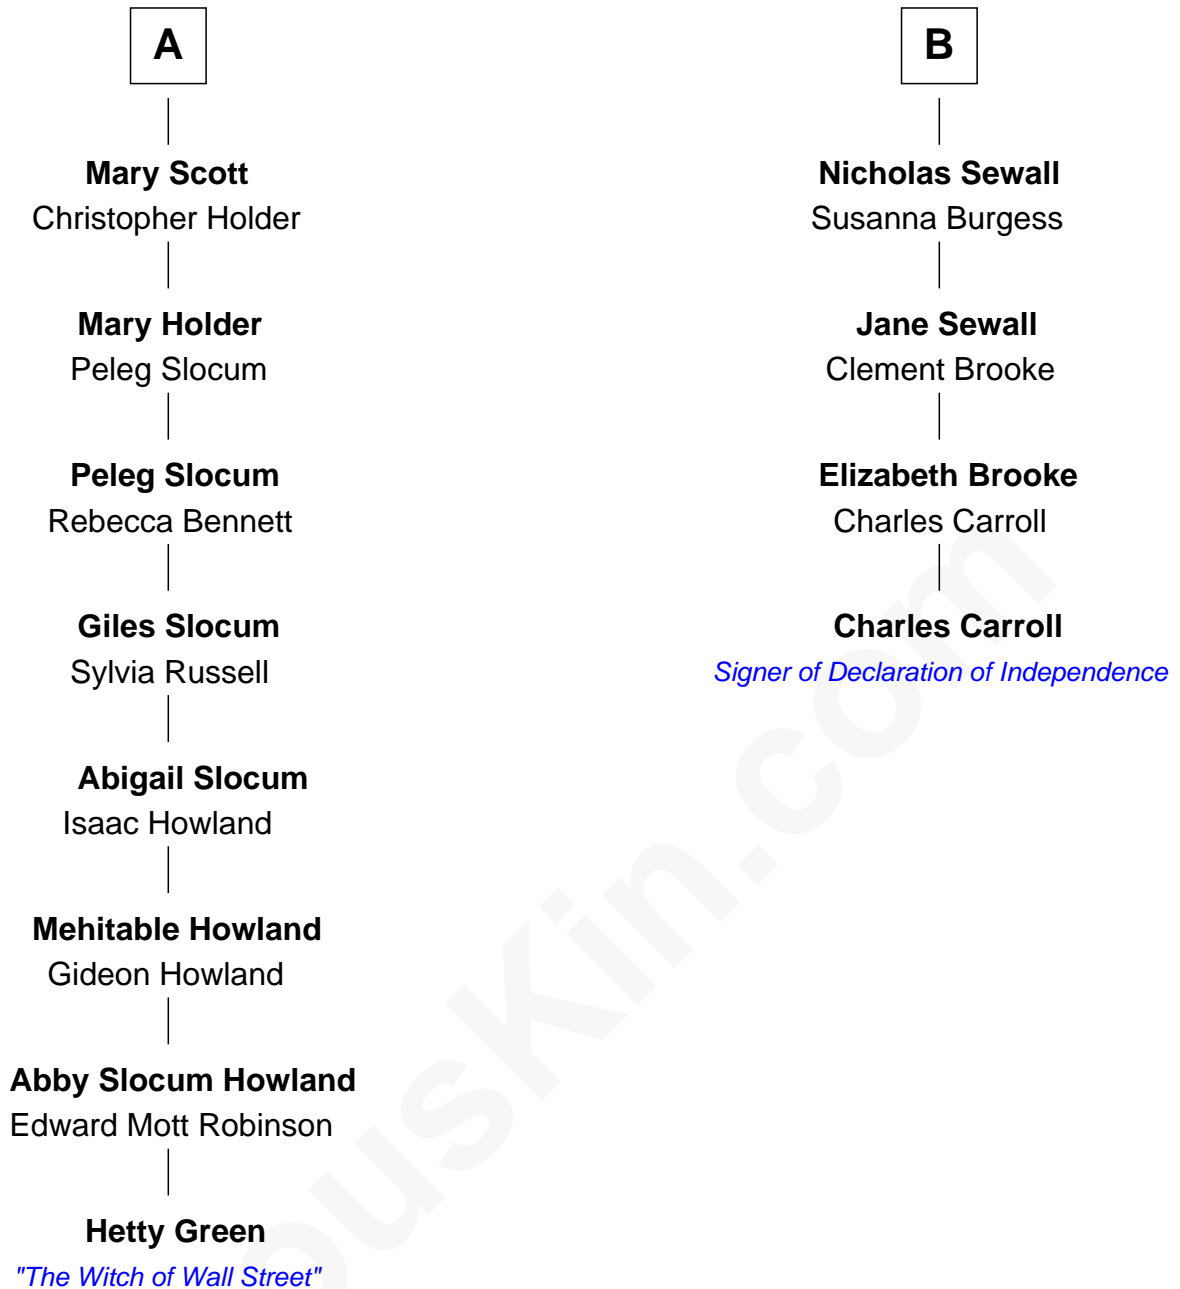 A
Mary Scott
Christopher Holder
Mary Holder
Peleg Slocum
Peleg Slocum
Rebecca Bennett
Giles Slocum
Sylvia Russell
Abigail Slocum
Isaac Howland
Mehitable Howland
Gideon Howland
Abby Slocum Howland
Edward Mott Robinson
Hetty Green
"The Witch of Wall Street"
B
Nicholas Sewall
Susanna Burgess
Jane Sewall
Clement Brooke
Elizabeth Brooke
Charles Carroll
Charles Carroll
Signer of Declaration of Independence
ousKin.com